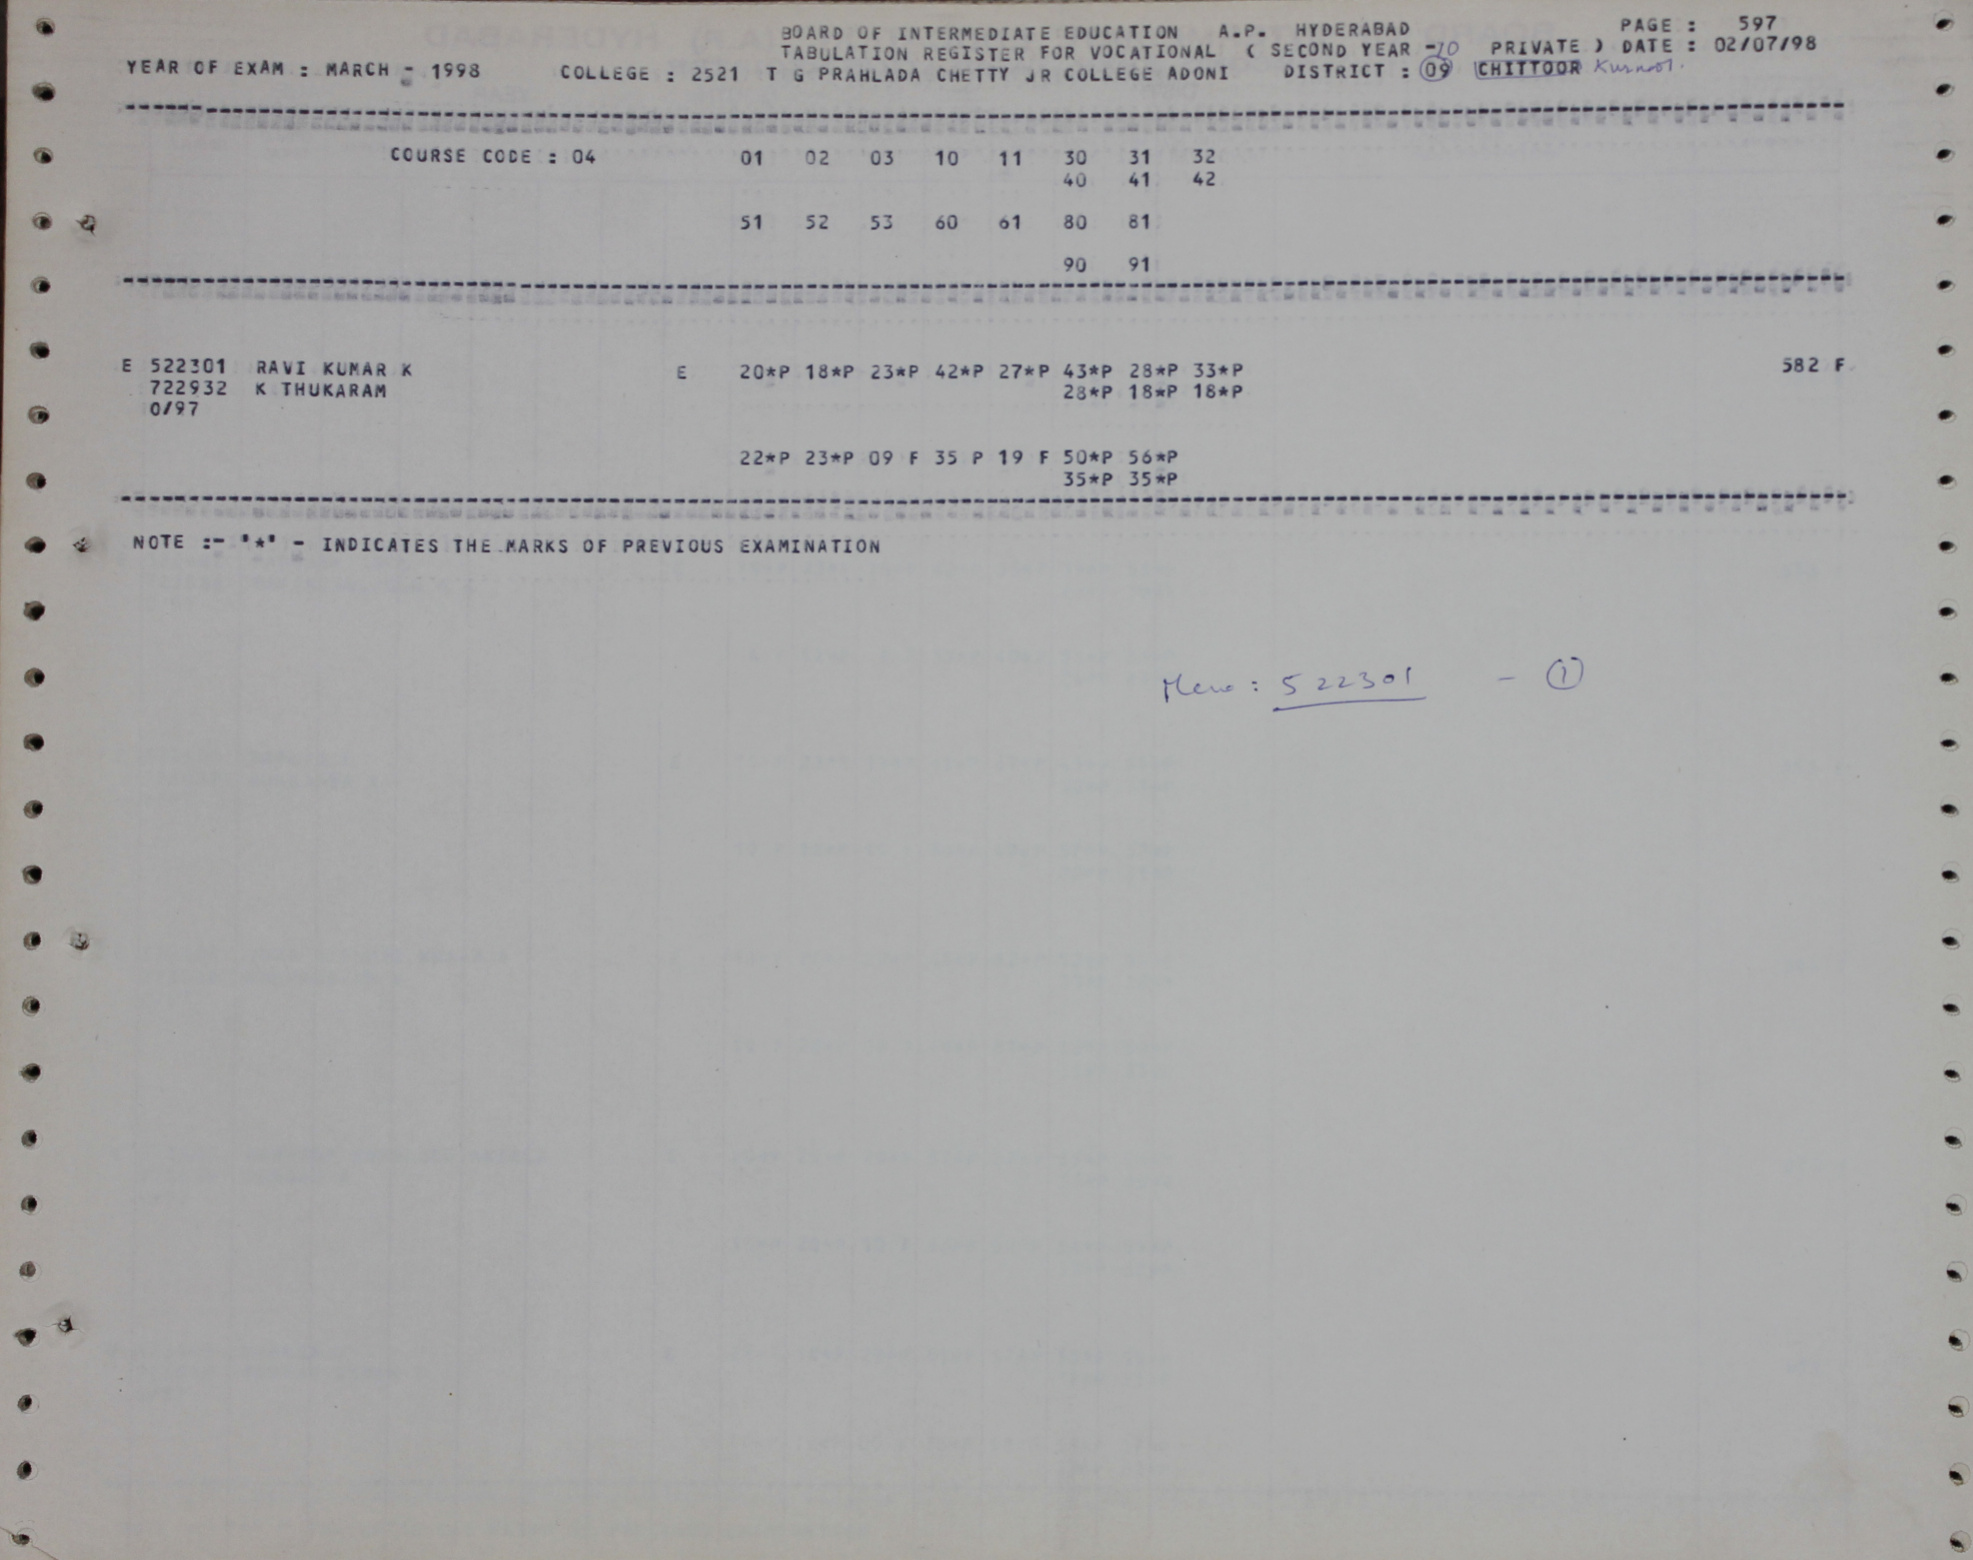 BOARD OF INTERMEDIATE EDUCATION A.P. HYDERABAD PAGE : 597
TABULATION REGISTER FOR VOCATIONAL ( SECOND YEAR -10 PRIVATE ) DATE : 02/07/98
YEAR OF EXAM : MARCH - 1998 COLLEGE : 2521 T G PRAHLADA CHETTY JR COLLEGE ADONI DISTRICT : 09 CHITTOOR Kurnool.
COURSE CODE : 04 01 02 03 10 11 30 31 32
40 41 42
51 52 53 60 61 80 81
90 91
E 522301 RAVI KUMAR K E 20*P 18*P 23*P 42*P 27*P 43*P 28*P 33*P 582 F
722932 K THUKARAM 28*P 18*P 18*P
0/97
22*P 23*P 09 F 35 P 19 F 50*P 56*P
35*P 35*P
NOTE :- "*" - INDICATES THE MARKS OF PREVIOUS EXAMINATION
Memo : 522301 - 1